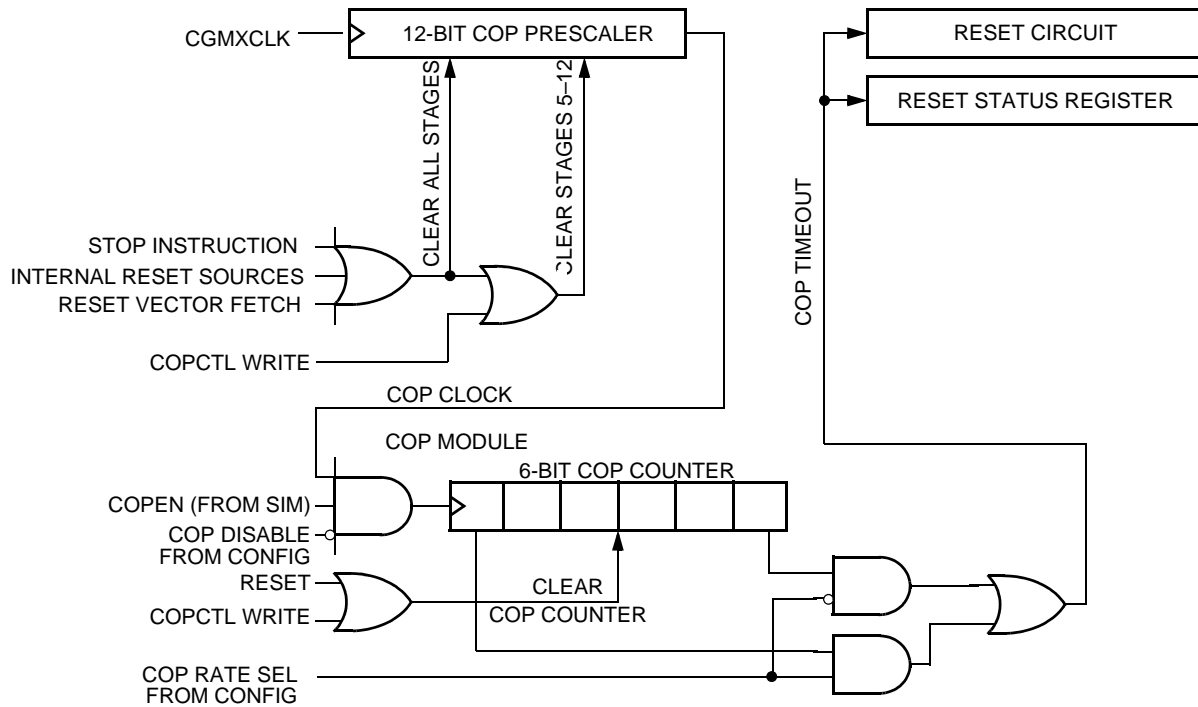 CGMXCLK
12-BIT COP PRESCALER
RESET CIRCUIT
RESET STATUS REGISTER
CLEAR ALL STAGES
CLEAR STAGES 5–12
COP TIMEOUT
STOP INSTRUCTION
INTERNAL RESET SOURCES
RESET VECTOR FETCH
COPCTL WRITE
COP CLOCK
COP MODULE
6-BIT COP COUNTER
COPEN (FROM SIM)
COP DISABLE
FROM CONFIG
RESET
COPCTL WRITE
CLEAR
COP COUNTER
COP RATE SEL
FROM CONFIG